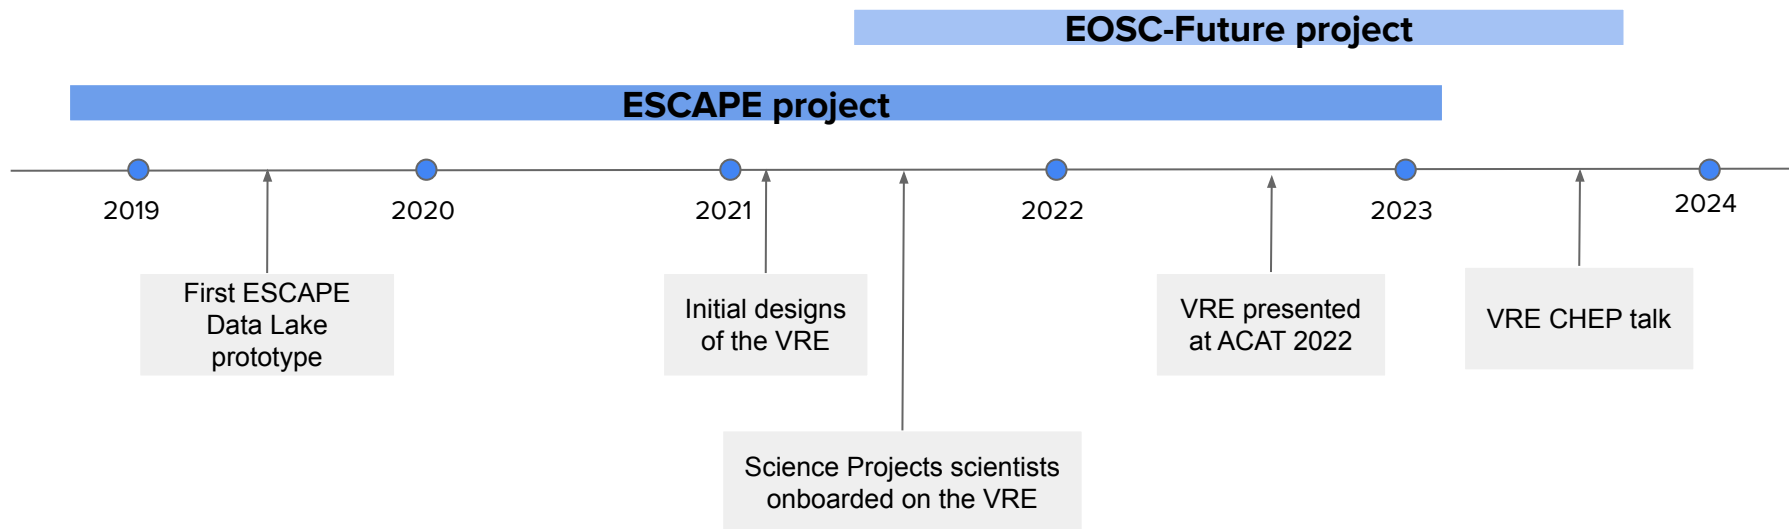 EOSC-Future project
ESCAPE project
2019
2020
2021
2022
2023
2024
First ESCAPE
Data Lake
prototype
Initial designs
of the VRE
VRE presented
at ACAT 2022
VRE CHEP talk
Science Projects scientists
onboarded on the VRE